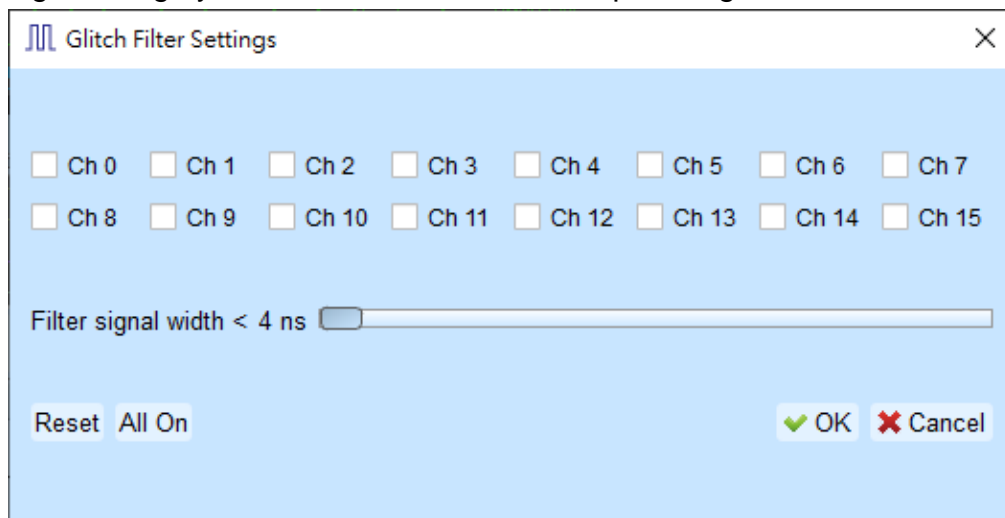 Glitch Filter Settings
Ch 0 Ch 1 Ch 2 Ch 3 Ch 4 Ch 5 Ch 6 Ch 7
Ch 8 Ch 9 Ch 10 Ch 11 Ch 12 Ch 13 Ch 14 Ch 15
Filter signal width < 4 ns
Reset All On OK Cancel